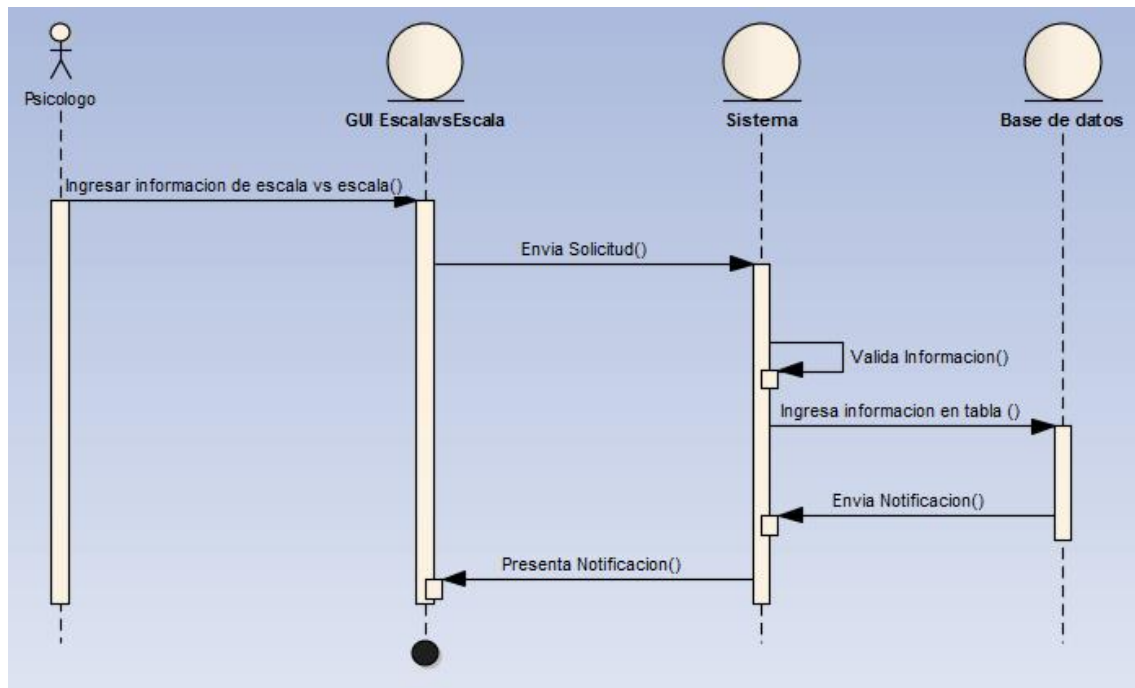 Psicologo
GUI EscalavsEscala
Sistema
Base de datos
Ingresar informacion de escala vs escala()
Envia Solicitud()
Valida Informacion()
Ingresa informacion en tabla ()
Envia Notificacion()
Presenta Notificacion()